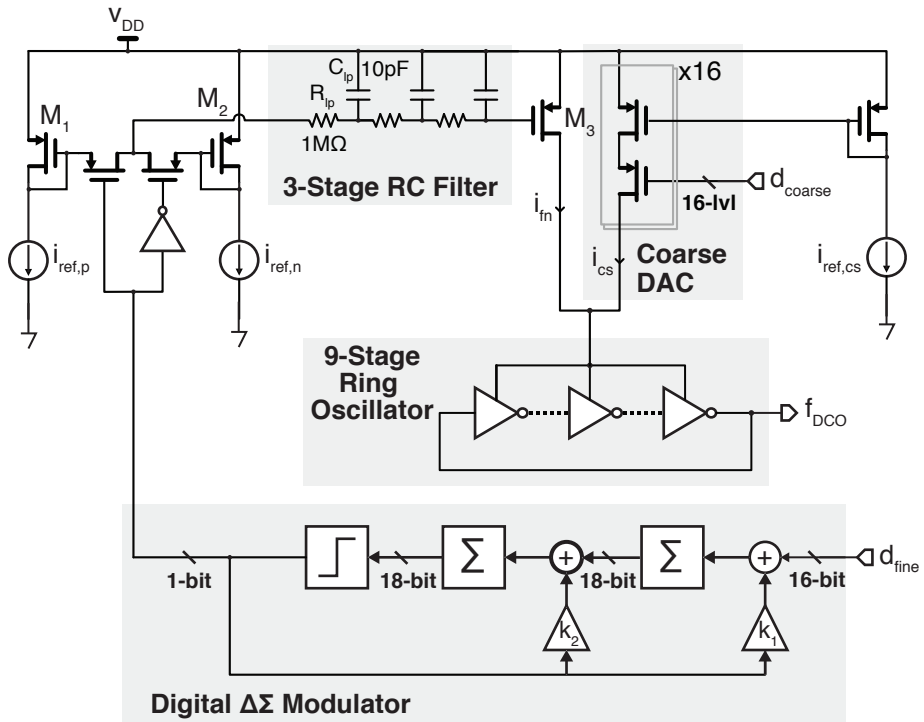 V_DD
M_1
M_2
C_lp 10pF
R_lp
1MΩ
3-Stage RC Filter
M_3
x16
16-lvl
d_coarse
Coarse
DAC
i_ref,p
i_ref,n
i_fn
i_cs
i_ref,cs
9-Stage
Ring
Oscillator
f_DCO
1-bit
18-bit
Σ
+
18-bit
Σ
+
16-bit
d_fine
k_2
k_1
Digital ΔΣ Modulator